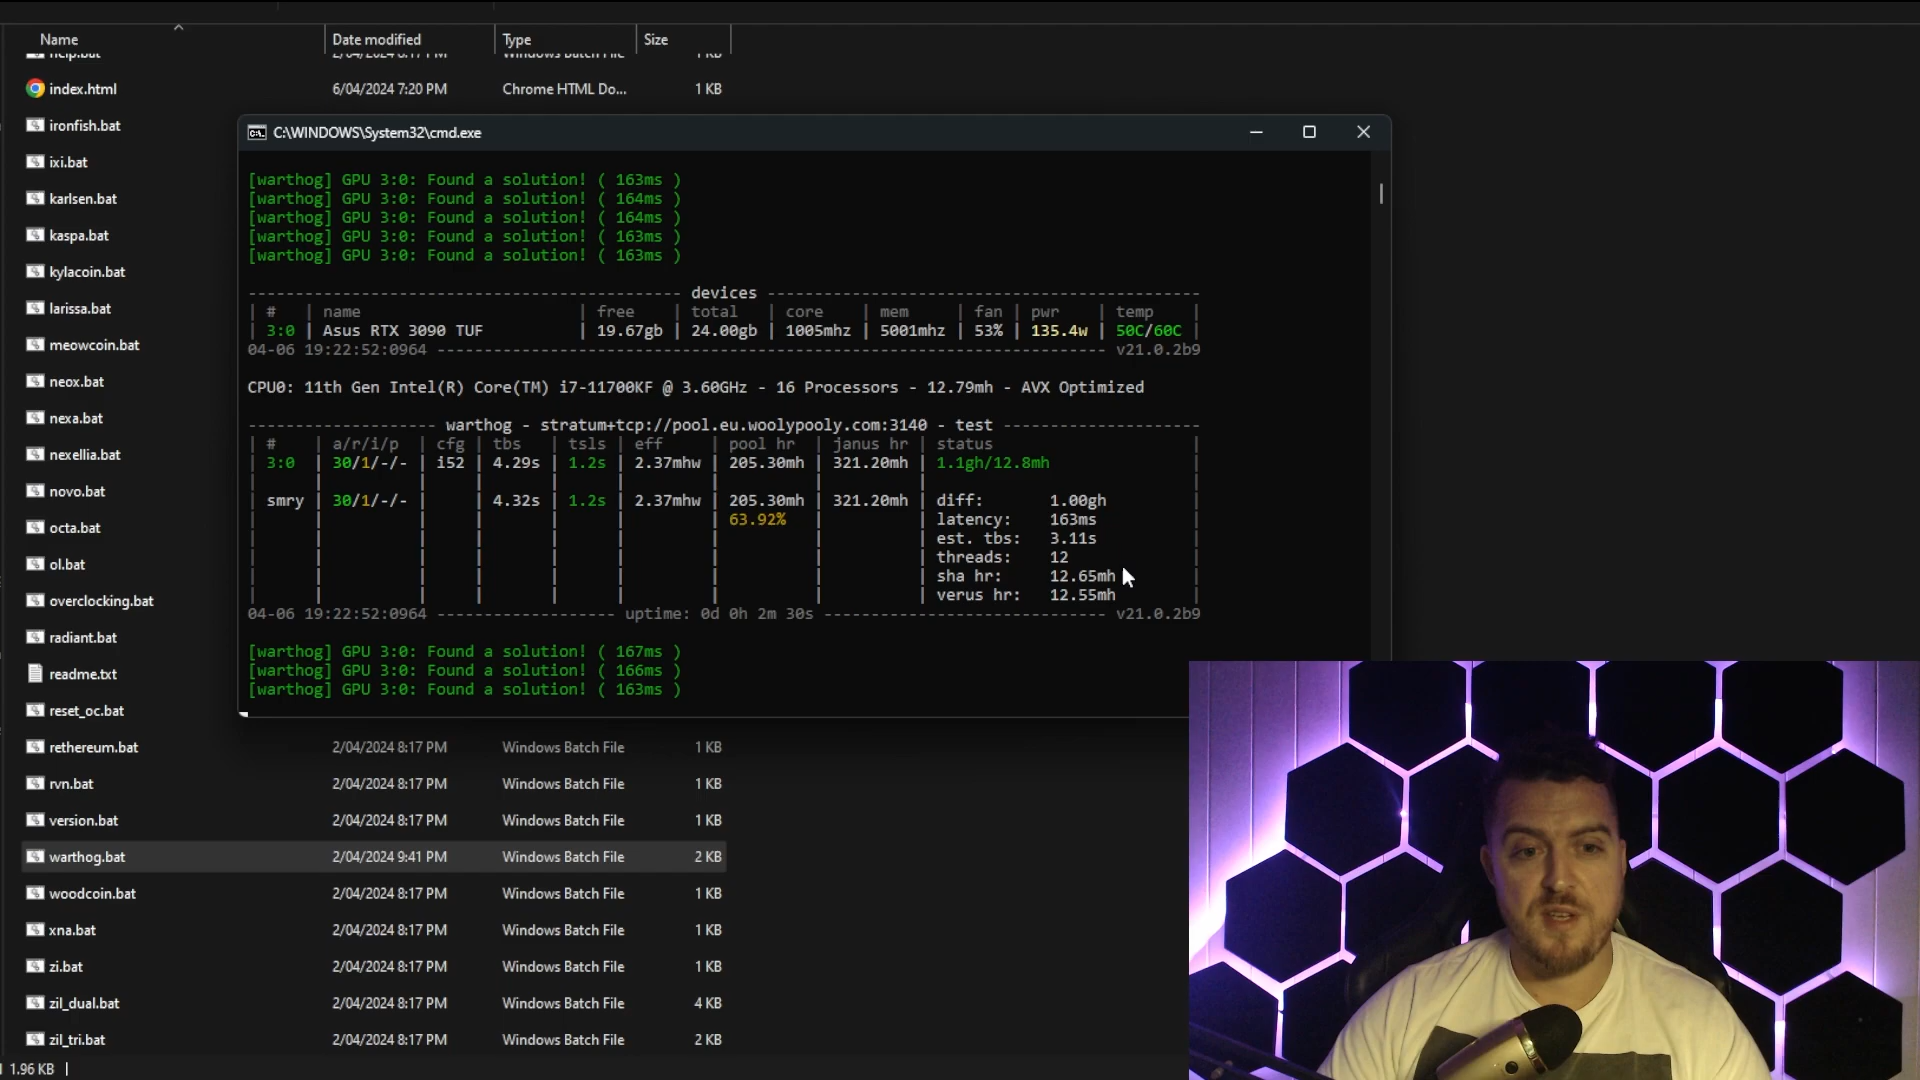 Name Date modified Type Size
help.bat 2/04/2024 8:17 PM Windows Batch File 1 KB
index.html 6/04/2024 7:20 PM Chrome HTML Do... 1 KB
ironfish.bat
ixi.bat
karlsen.bat
kaspa.bat
kylacoin.bat
larissa.bat
meowcoin.bat
neox.bat
nexa.bat
nexellia.bat
novo.bat
octa.bat
ol.bat
overclocking.bat
radiant.bat
readme.txt
reset_oc.bat
rethereum.bat 2/04/2024 8:17 PM Windows Batch File 1 KB
rvn.bat 2/04/2024 8:17 PM Windows Batch File 1 KB
version.bat 2/04/2024 8:17 PM Windows Batch File 1 KB
warthog.bat 2/04/2024 9:41 PM Windows Batch File 2 KB
woodcoin.bat 2/04/2024 8:17 PM Windows Batch File 1 KB
xna.bat 2/04/2024 8:17 PM Windows Batch File 1 KB
zi.bat 2/04/2024 8:17 PM Windows Batch File 1 KB
zil_dual.bat 2/04/2024 8:17 PM Windows Batch File 4 KB
zil_tri.bat 2/04/2024 8:17 PM Windows Batch File 2 KB
1.96 KB
C:\WINDOWS\System32\cmd.exe
[warthog] GPU 3:0: Found a solution! ( 163ms )
[warthog] GPU 3:0: Found a solution! ( 164ms )
[warthog] GPU 3:0: Found a solution! ( 164ms )
[warthog] GPU 3:0: Found a solution! ( 163ms )
[warthog] GPU 3:0: Found a solution! ( 163ms )
devices
| # | name | free | total | core | mem | fan | pwr | temp |
| 3:0 | Asus RTX 3090 TUF | 19.67gb | 24.00gb | 1005mhz | 5001mhz | 53% | 135.4w | 50C/60C |
04-06 19:22:52:0964 v21.0.2b9
CPU0: 11th Gen Intel(R) Core(TM) i7-11700KF @ 3.60GHz - 16 Processors - 12.79mh - AVX Optimized
warthog - stratum+tcp://pool.eu.woolypooly.com:3140 - test
| # | a/r/i/p | cfg | tbs | tsls | eff | pool hr | janus hr | status |
| 3:0 | 30/1/-/- | i52 | 4.29s | 1.2s | 2.37mhw | 205.30mh | 321.20mh | 1.1gh/12.8mh |
| smry | 30/1/-/- | | 4.32s | 1.2s | 2.37mhw | 205.30mh | 321.20mh | diff: 1.00gh |
63.92% | latency: 163ms
est. tbs: 3.11s
threads: 12
sha hr: 12.65mh
verus hr: 12.55mh
04-06 19:22:52:0964 uptime: 0d 0h 2m 30s v21.0.2b9
[warthog] GPU 3:0: Found a solution! ( 167ms )
[warthog] GPU 3:0: Found a solution! ( 166ms )
[warthog] GPU 3:0: Found a solution! ( 163ms )